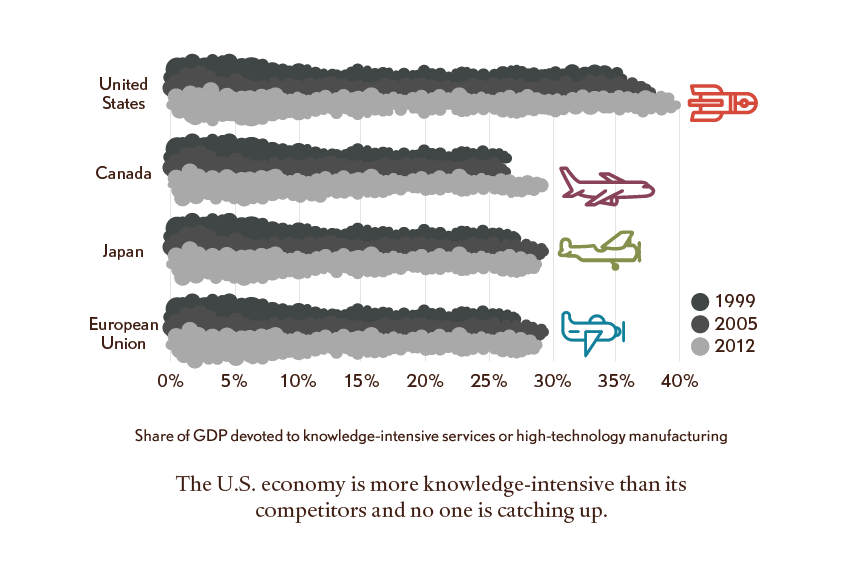 United
States
Canada
Japan
European
Union
1999
2005
2012
0%
5%
10%
15%
20%
25%
30%
35%
40%
Share of GDP devoted to knowledge-intensive services or high-technology manufacturing
The U.S. economy is more knowledge-intensive than its
competitors and no one is catching up.